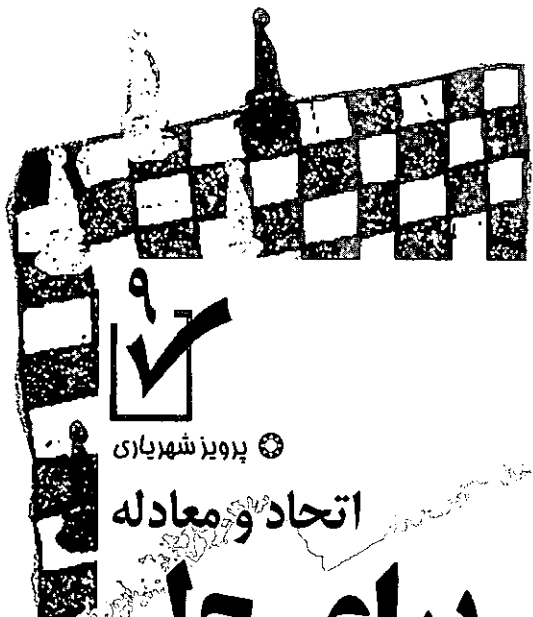 ۹
پرویز شهریاری
اتحاد و معادله